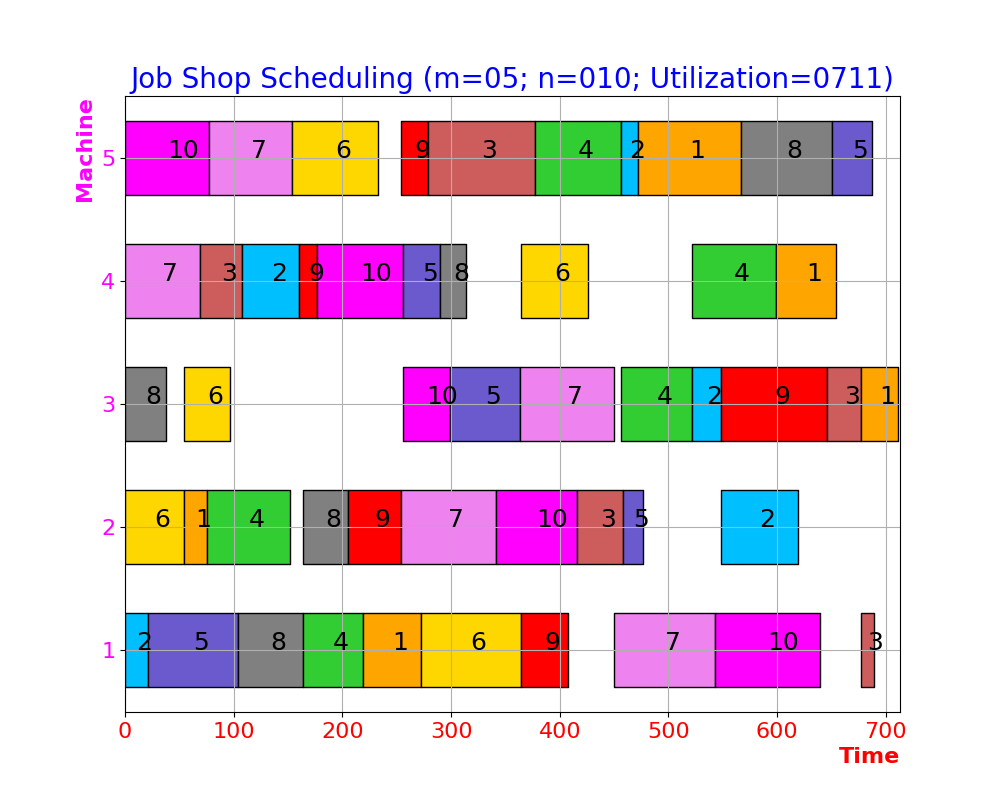 Job Shop Scheduling (m=05; n=010; Utilization=0711)
Machine
5 10 7 6 9 3 4 2 1 8 5
4 7 3 2 9 10 5 8 6 4 1
3 8 6 10 5 7 4 2 9 3 1
2 6 1 4 8 9 7 10 3 5 2
1 2 5 8 4 1 6 9 7 10 3
0 100 200 300 400 500 600 700
Time